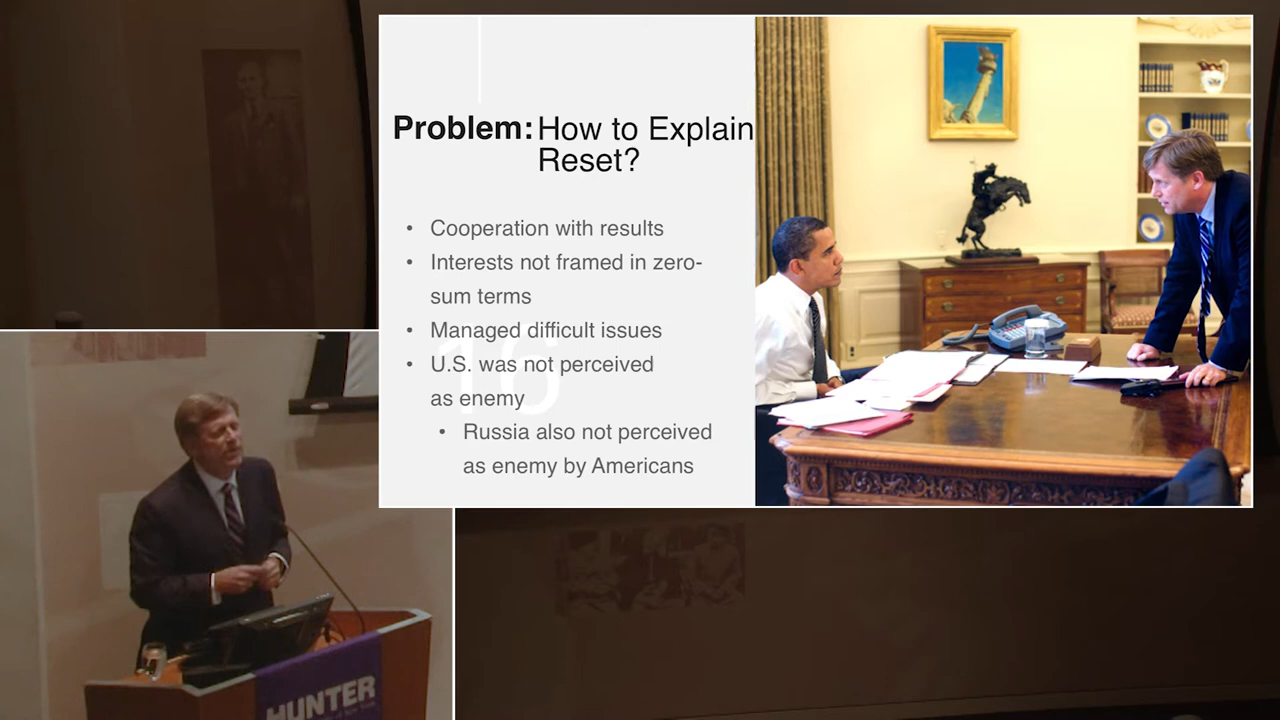 Problem: How to Explain
Reset?
• Cooperation with results
• Interests not framed in zero-
sum terms
• Managed difficult issues
• U.S. was not perceived
as enemy
• Russia also not perceived
as enemy by Americans
16
HUNTER